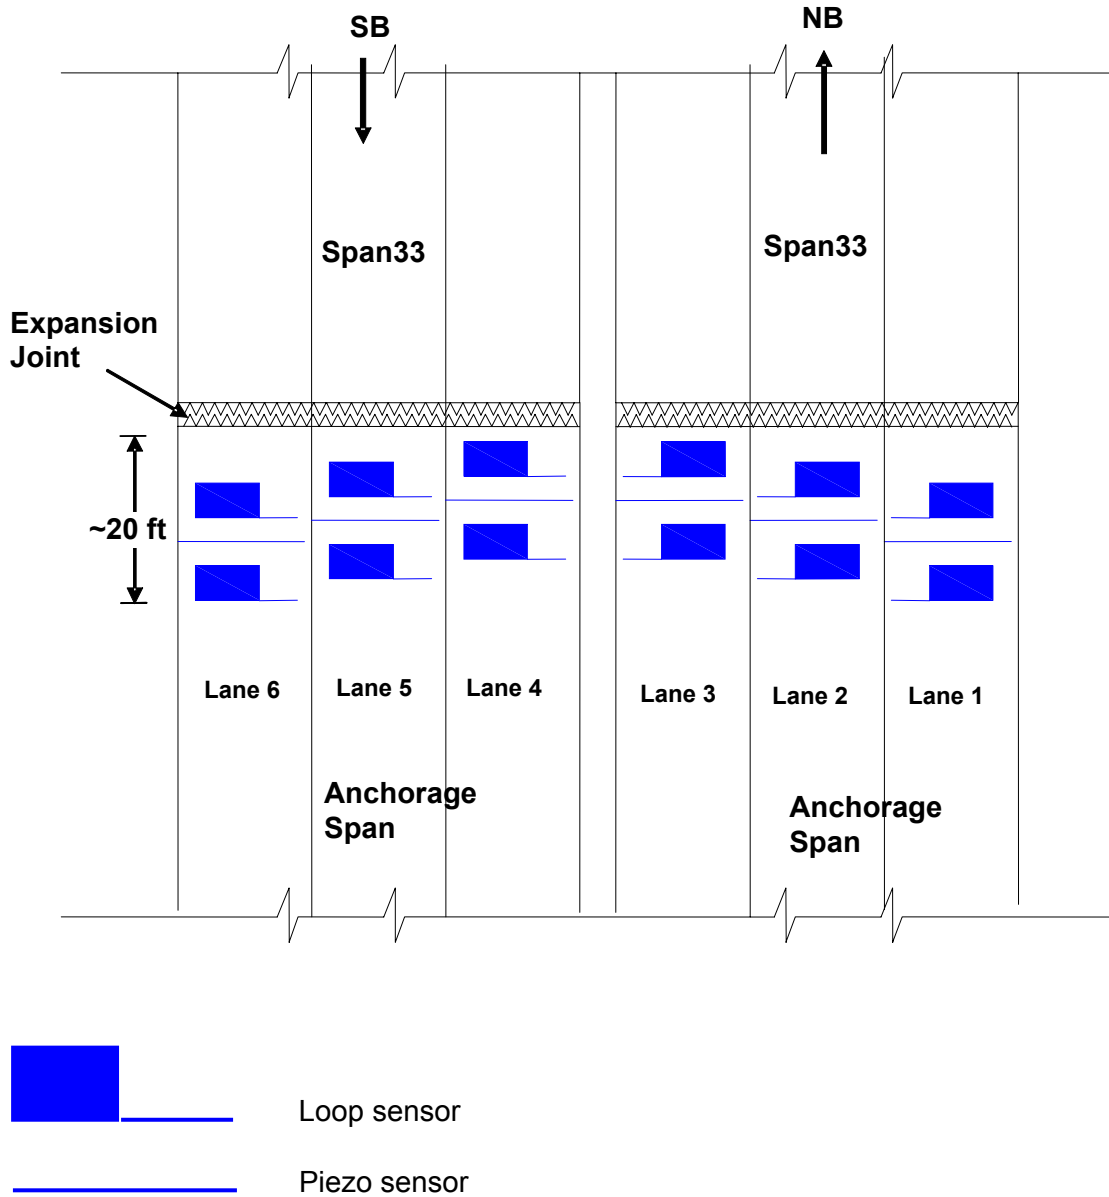 SB
NB
Span33
Span33
Expansion
Joint
~20 ft
Lane 6
Lane 5
Lane 4
Lane 3
Lane 2
Lane 1
Anchorage
Span
Anchorage
Span
Loop sensor
Piezo sensor